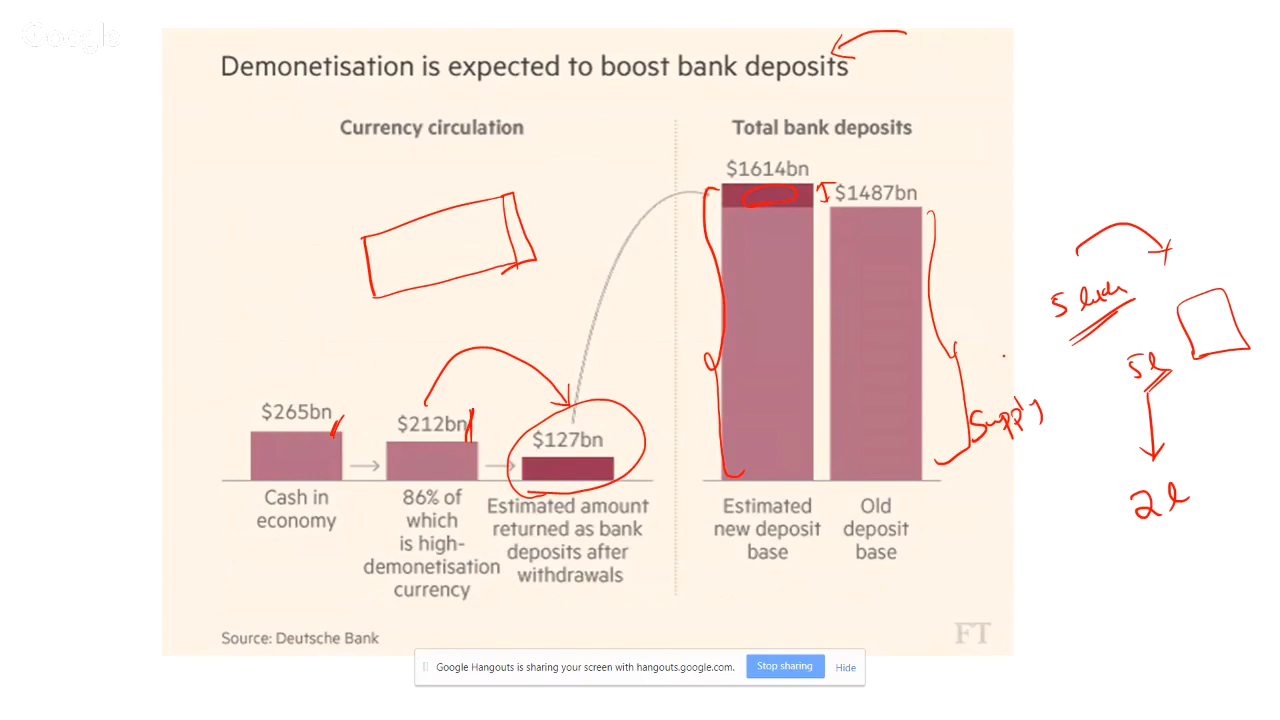 Google
Demonetisation is expected to boost bank deposits
Currency circulation
Total bank deposits
$1614bn
$1487bn
$265bn
$212bn
$127bn
Cash in
economy
86% of
which
is high-
demonetisation
currency
Estimated amount
returned as bank
deposits after
withdrawals
Estimated
new deposit
base
Old
deposit
base
Supply
5
5l
2l
Source: Deutsche Bank
FT
Google Hangouts is sharing your screen with hangouts.google.com.
Stop sharing
Hide